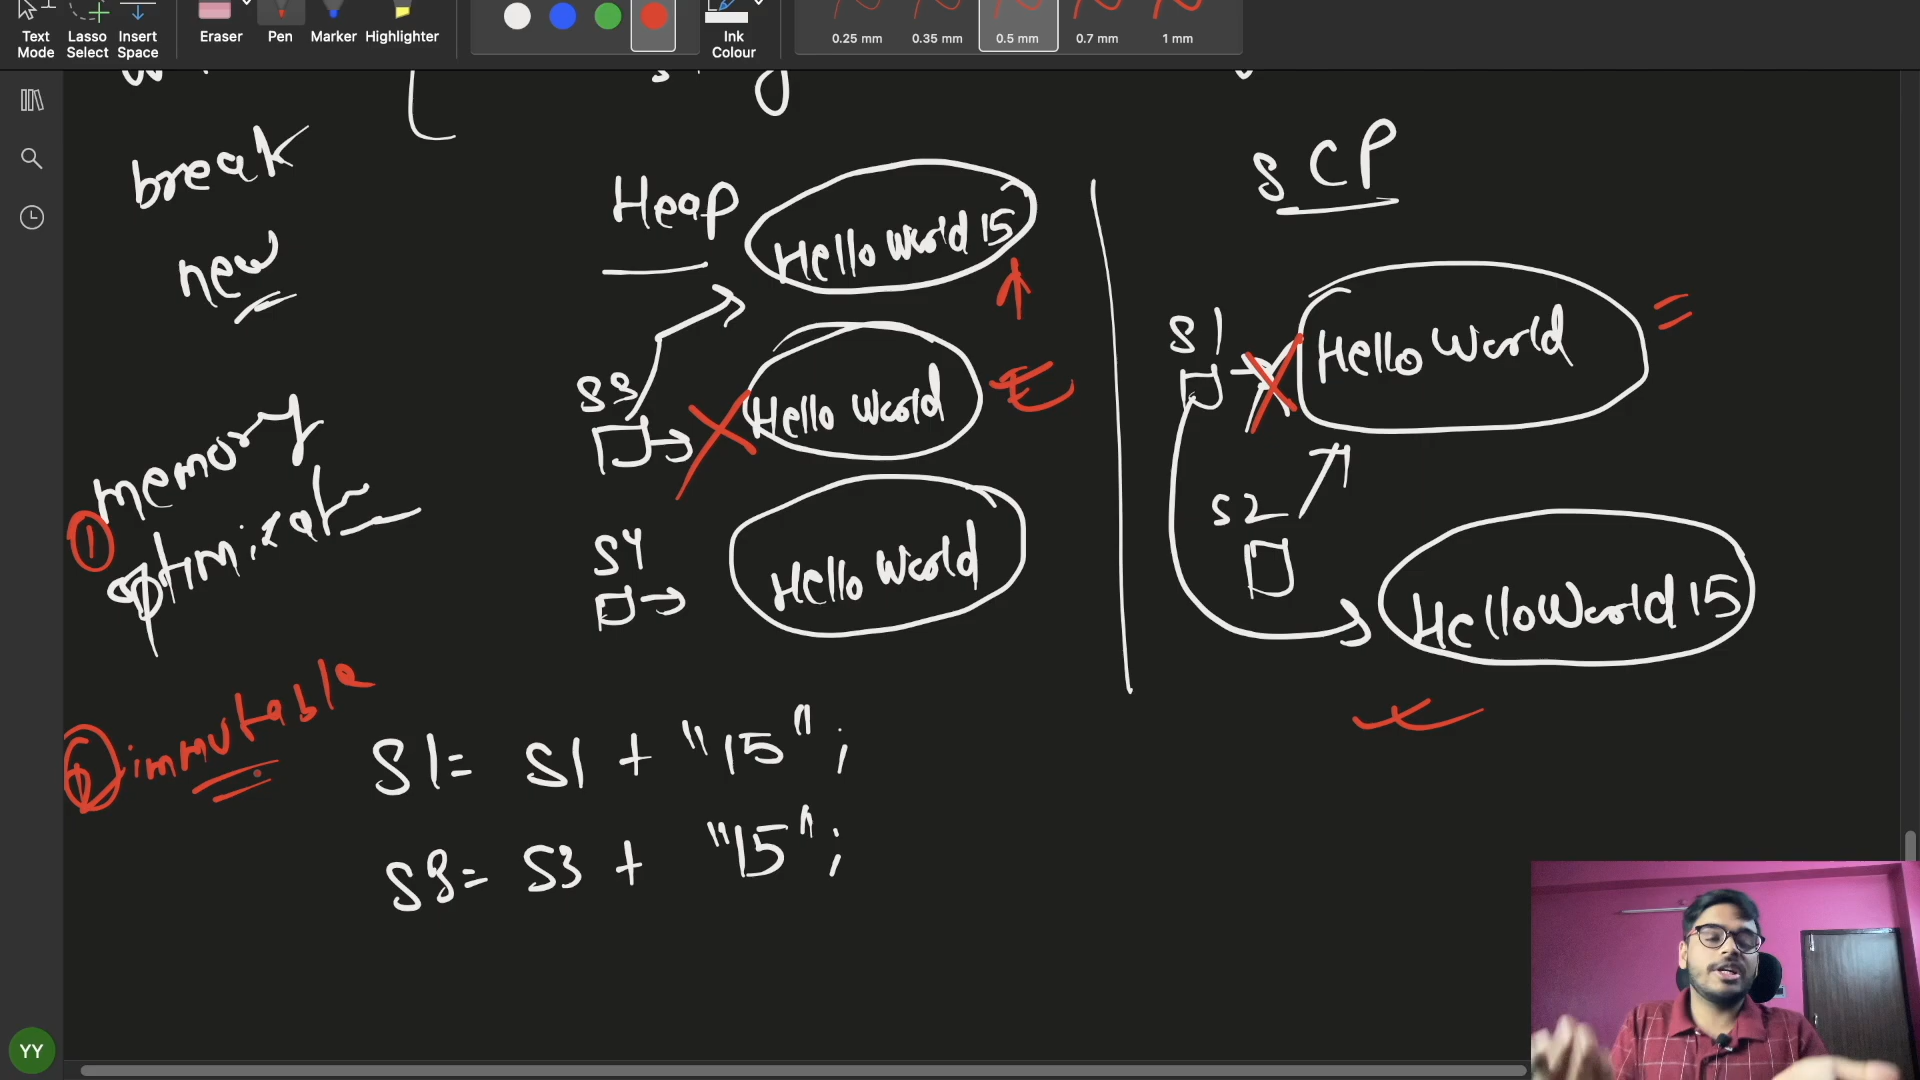 Text Mode
Lasso Select
Insert Space
Eraser
Pen
Marker
Highlighter
Ink Colour
0.25 mm
0.35 mm
0.5 mm
0.7 mm
1 mm
break
new
memory
①
immutable
Heap
Hello World 15
S3
Hello World
S4
Hello World
SCP
S1
Hello World
=
S2
HelloWorld 15
S1= S1 + "15";
S3= S3 + "15";
YY